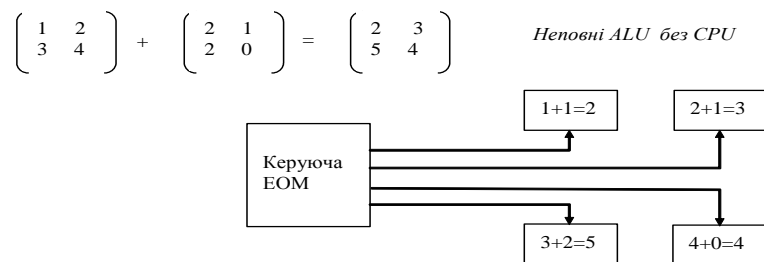 ( 1 2 ) + ( 2 1 ) = ( 2 3 ) Неповні ALU без CPU
( 3 4 ) ( 2 0 ) ( 5 4 )
1+1=2 2+1=3
Керуюча
ЕОМ
3+2=5 4+0=4